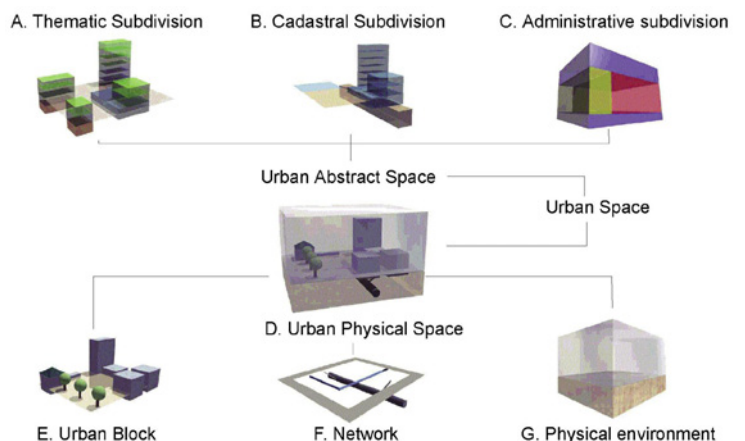 A. Thematic Subdivision
B. Cadastral Subdivision
C. Administrative subdivision
Urban Abstract Space
Urban Space
D. Urban Physical Space
E. Urban Block
F. Network
G. Physical environment